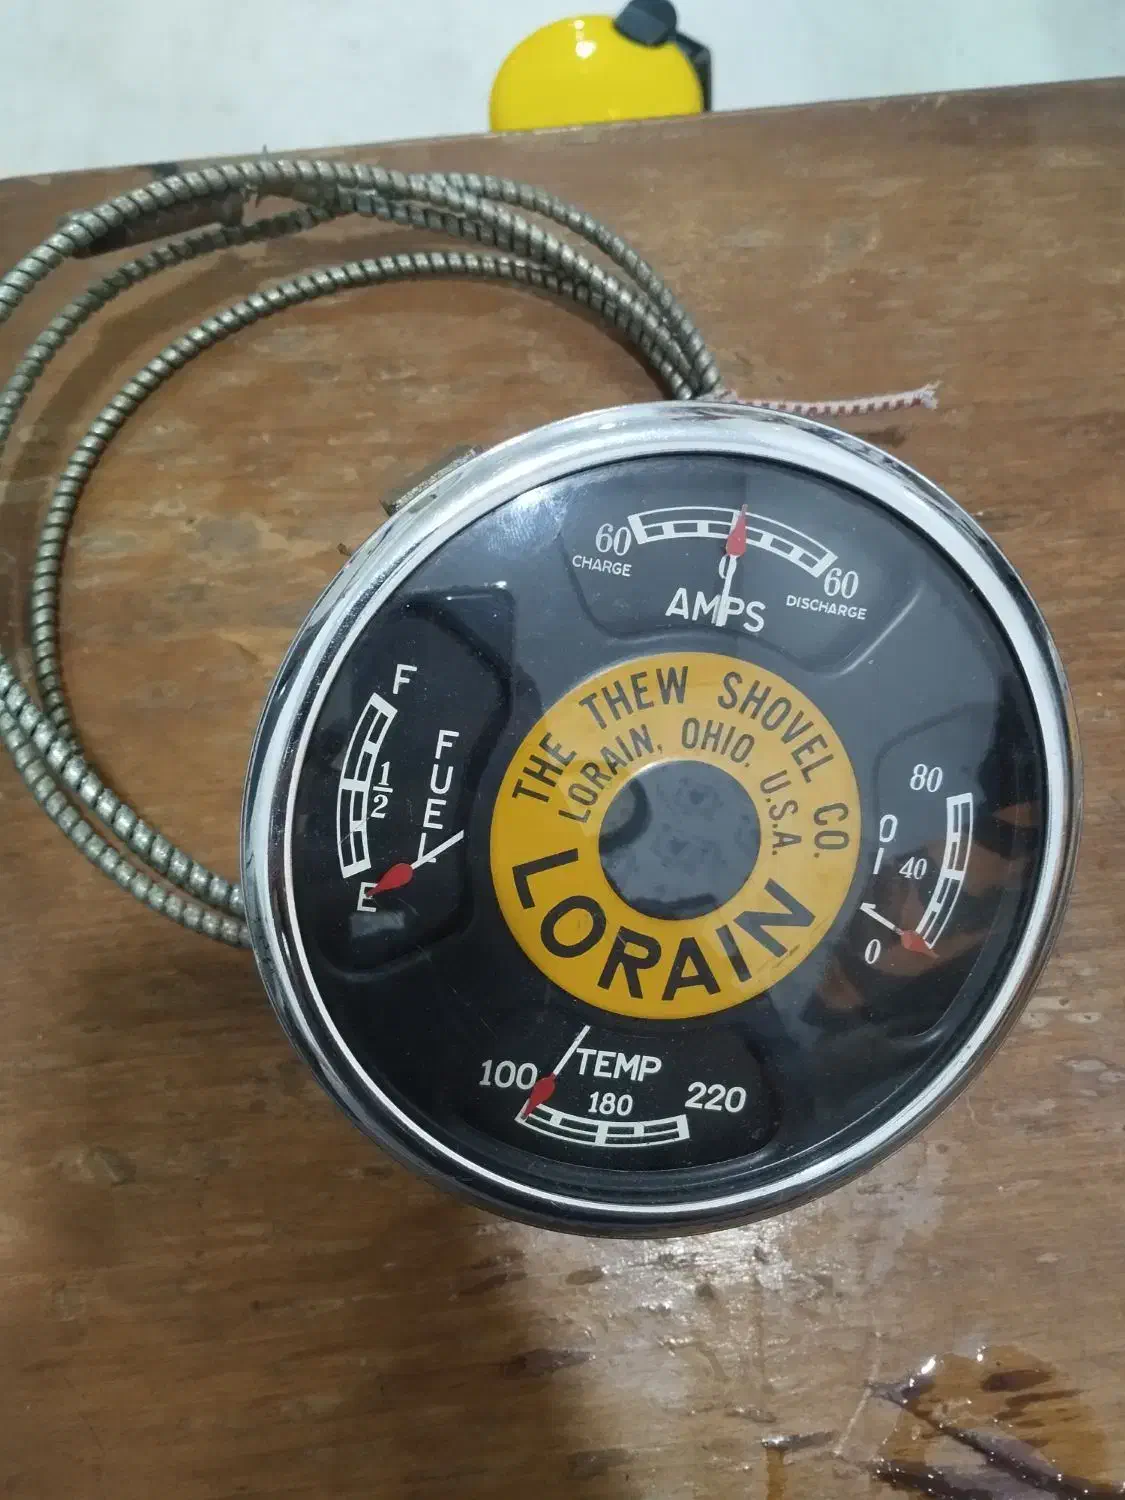 60
0
60
CHARGE
DISCHARGE
AMPS
F
1/2
E
FUEL
THE THEW SHOVEL CO.
LORAIN, OHIO. U.S.A.
LORAIN
80
40
0
TEMP
100
180
220